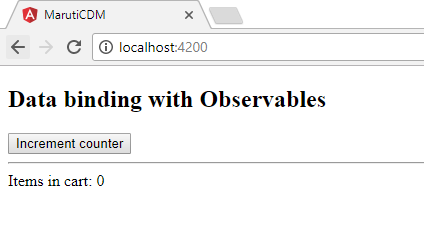 MarutiCDM
localhost:4200
Data binding with Observables
Increment counter
Items in cart: 0